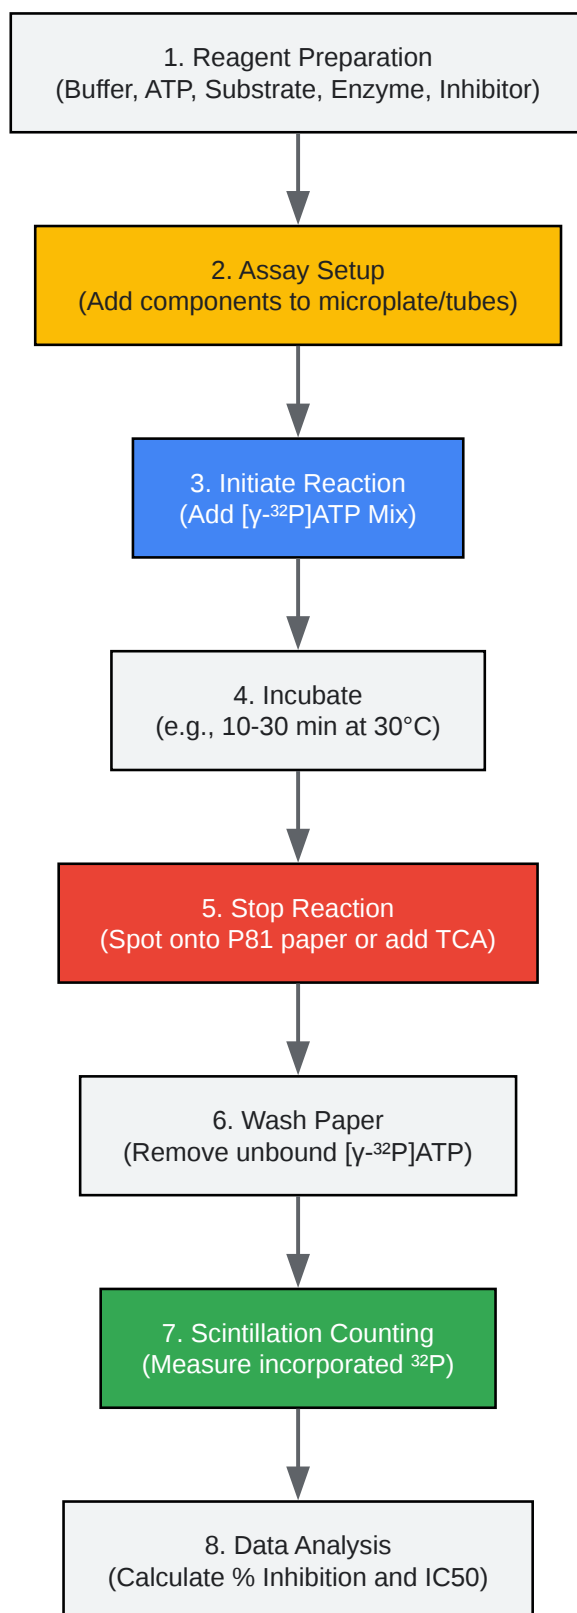 1. Reagent Preparation
(Buffer, ATP, Substrate, Enzyme, Inhibitor)
2. Assay Setup
(Add components to microplate/tubes)
3. Initiate Reaction
(Add [γ-³²P]ATP Mix)
4. Incubate
(e.g., 10-30 min at 30°C)
5. Stop Reaction
(Spot onto P81 paper or add TCA)
6. Wash Paper
(Remove unbound [γ-³²P]ATP)
7. Scintillation Counting
(Measure incorporated ³²P)
8. Data Analysis
(Calculate % Inhibition and IC50)